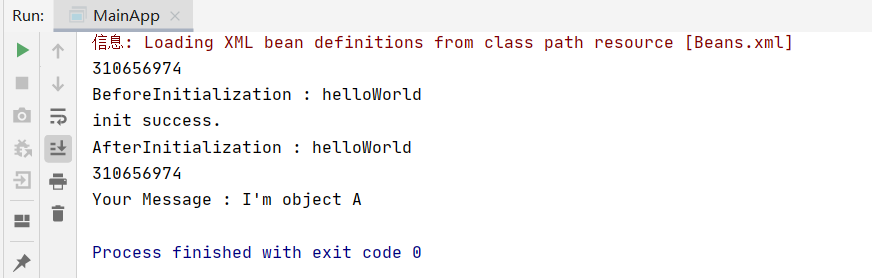 Run: MainApp
信息: Loading XML bean definitions from class path resource [Beans.xml]
310656974
BeforeInitialization : helloWorld
init success.
AfterInitialization : helloWorld
310656974
Your Message : I'm object A
Process finished with exit code 0